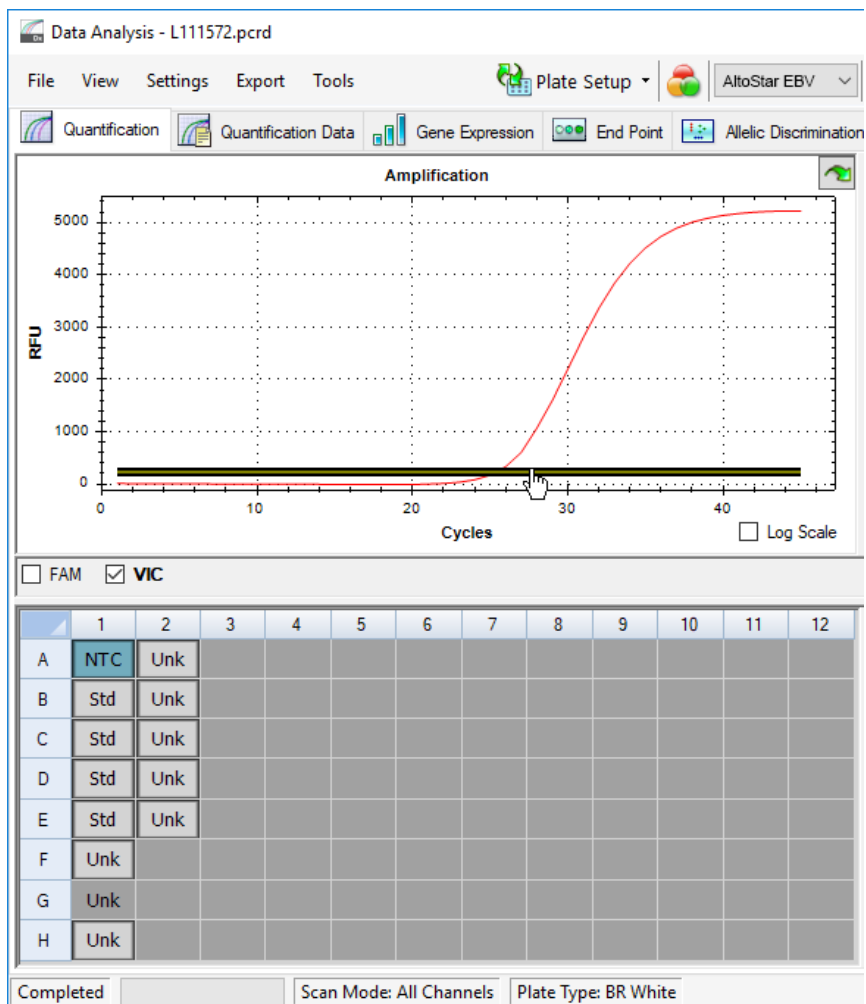 Data Analysis - L111572.pcrd
File View Settings Export Tools Plate Setup AltoStar EBV
Quantification Quantification Data Gene Expression End Point Allelic Discrimination
Amplification
5000
4000
3000
2000
1000
0
RFU
0 10 20 30 40
Cycles
Log Scale
FAM VIC
1 2 3 4 5 6 7 8 9 10 11 12
A NTC Unk
B Std Unk
C Std Unk
D Std Unk
E Std Unk
F Unk
G Unk
H Unk
Completed Scan Mode: All Channels Plate Type: BR White